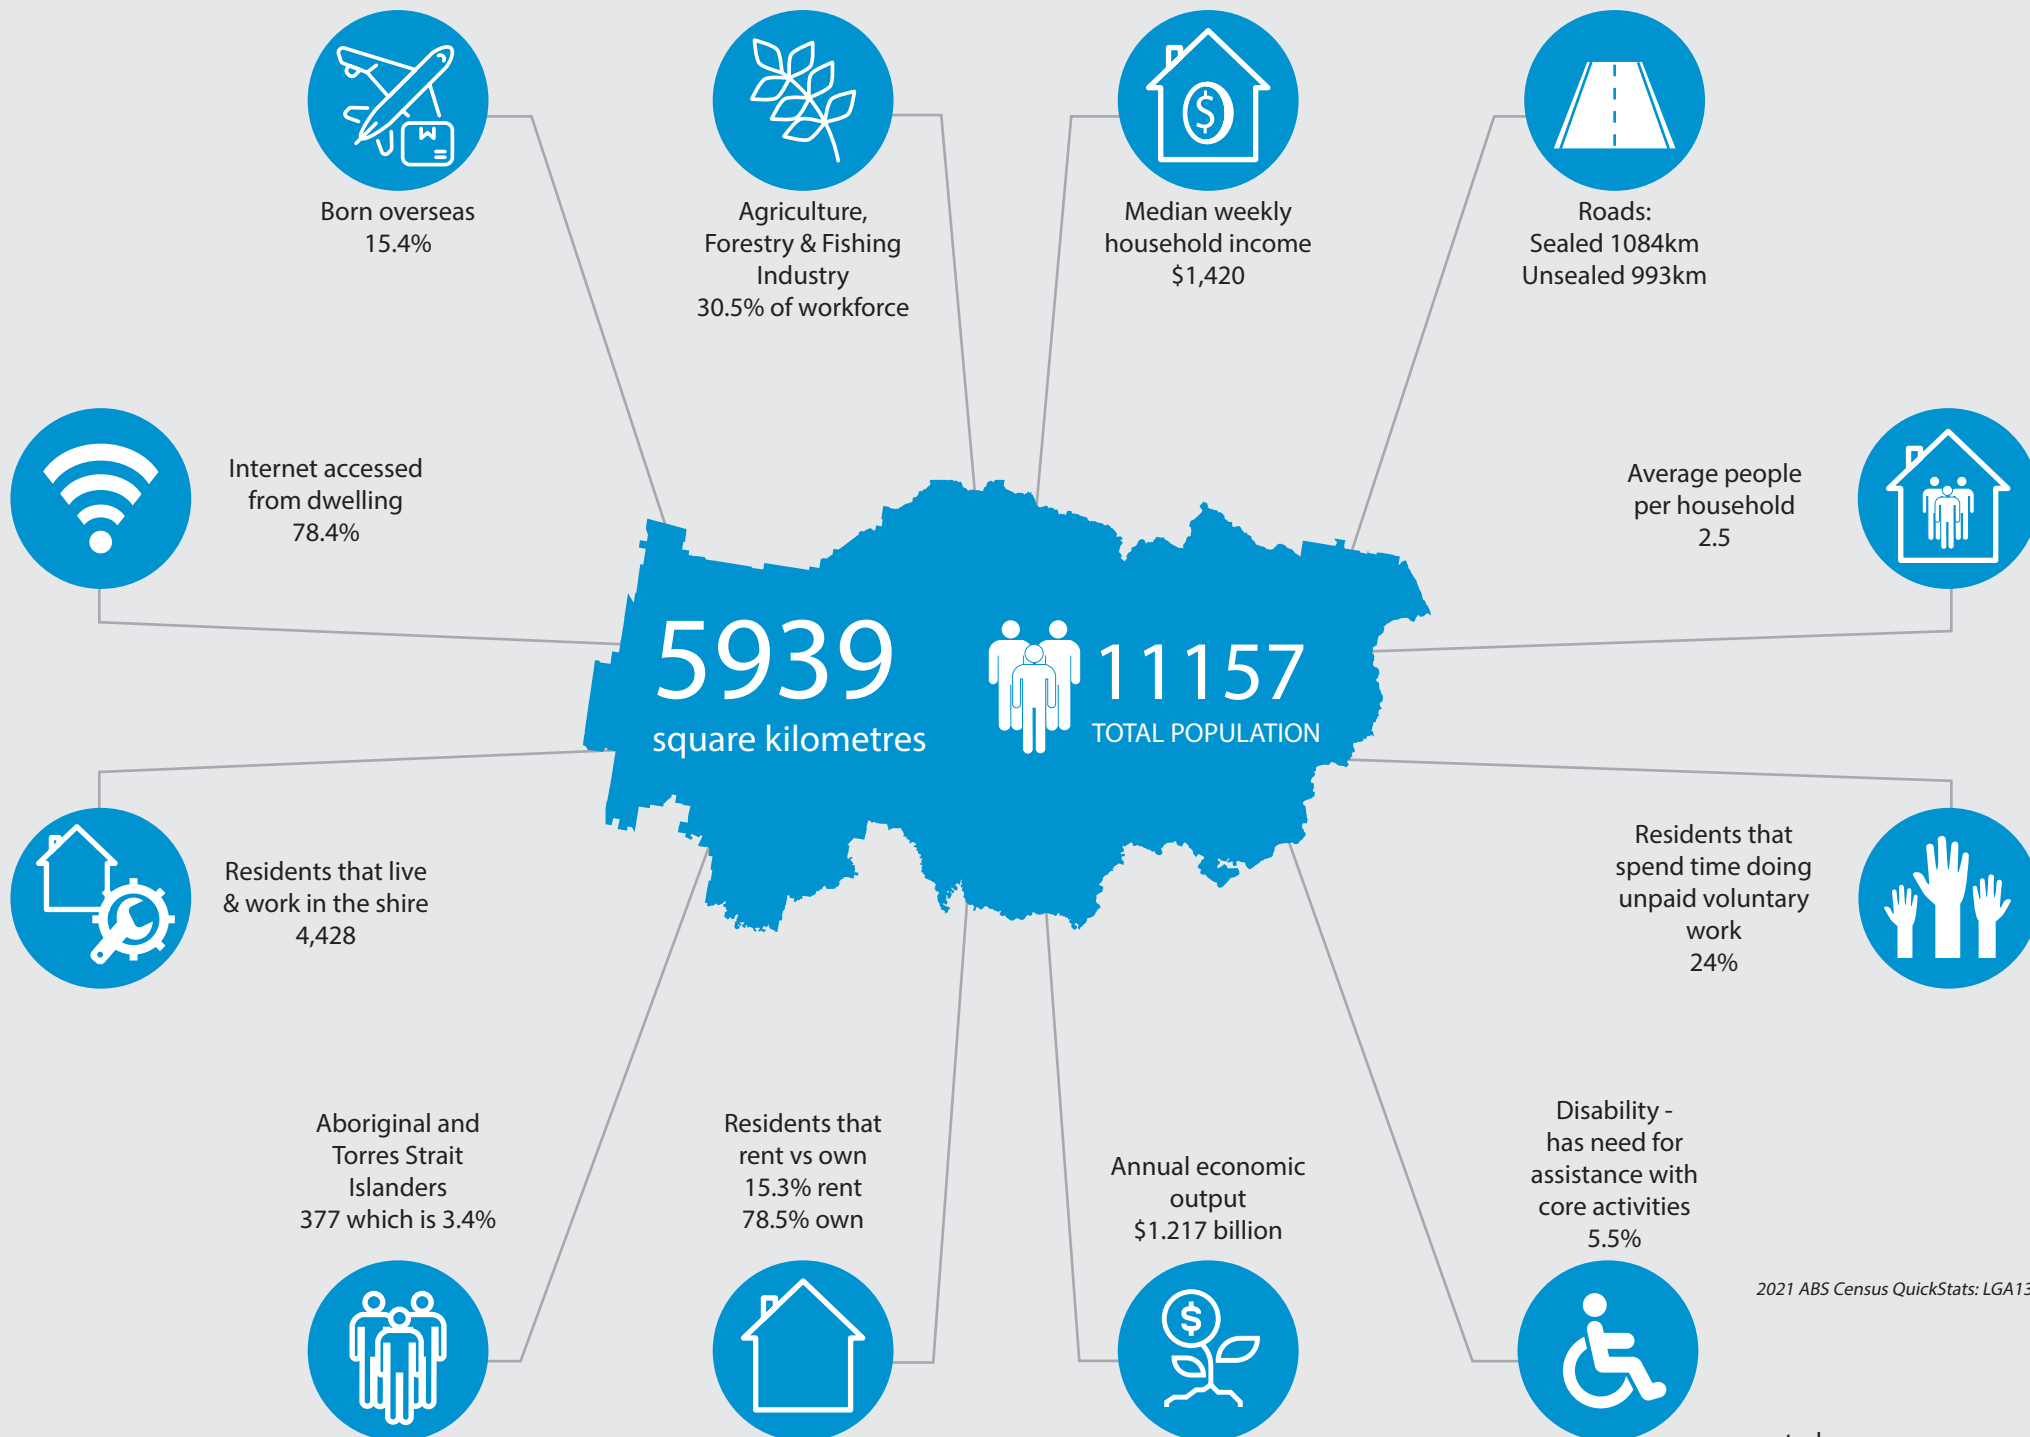 Born overseas
15.4%
Agriculture,
Forestry & Fishing
Industry
30.5% of workforce
Median weekly
household income
$1,420
Roads:
Sealed 1084km
Unsealed 993km
Internet accessed
from dwelling
78.4%
Average people
per household
2.5
5939
square kilometres
11157
TOTAL POPULATION
Residents that live
& work in the shire
4,428
Residents that
spend time doing
unpaid voluntary
work
24%
Aboriginal and
Torres Strait
Islanders
377 which is 3.4%
Residents that
rent vs own
15.3% rent
78.5% own
Annual economic
output
$1.217 billion
Disability -
has need for
assistance with
core activities
5.5%
2021 ABS Census QuickStats: LGA13